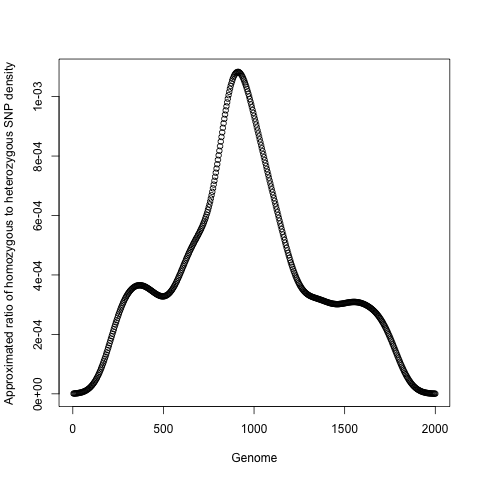 Approximated ratio of homozygous to heterozygous SNP density
1e-03
8e-04
6e-04
4e-04
2e-04
0e+00
0 500 1000 1500 2000
Genome